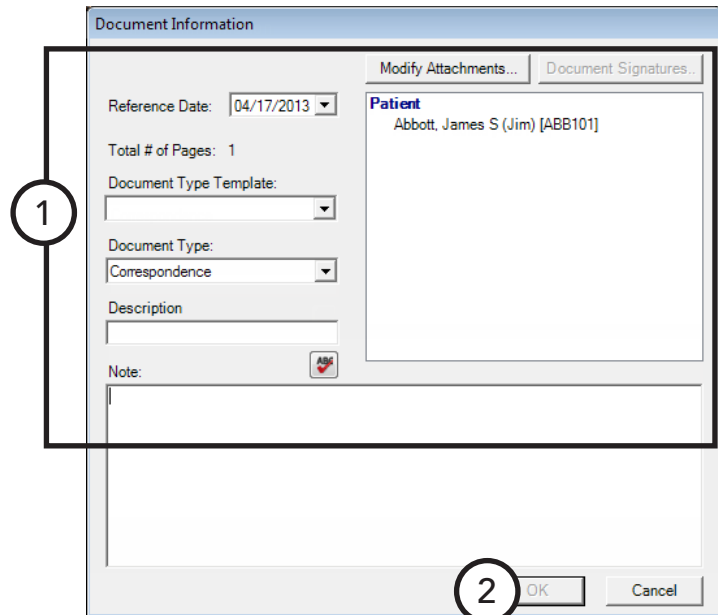 Document Information
Modify Attachments... Document Signatures..
Reference Date: 04/17/2013
Patient
Abbott, James S (Jim) [ABB101]
Total # of Pages: 1
1
Document Type Template:
Document Type:
Correspondence
Description
ABC
Note:
2
OK
Cancel